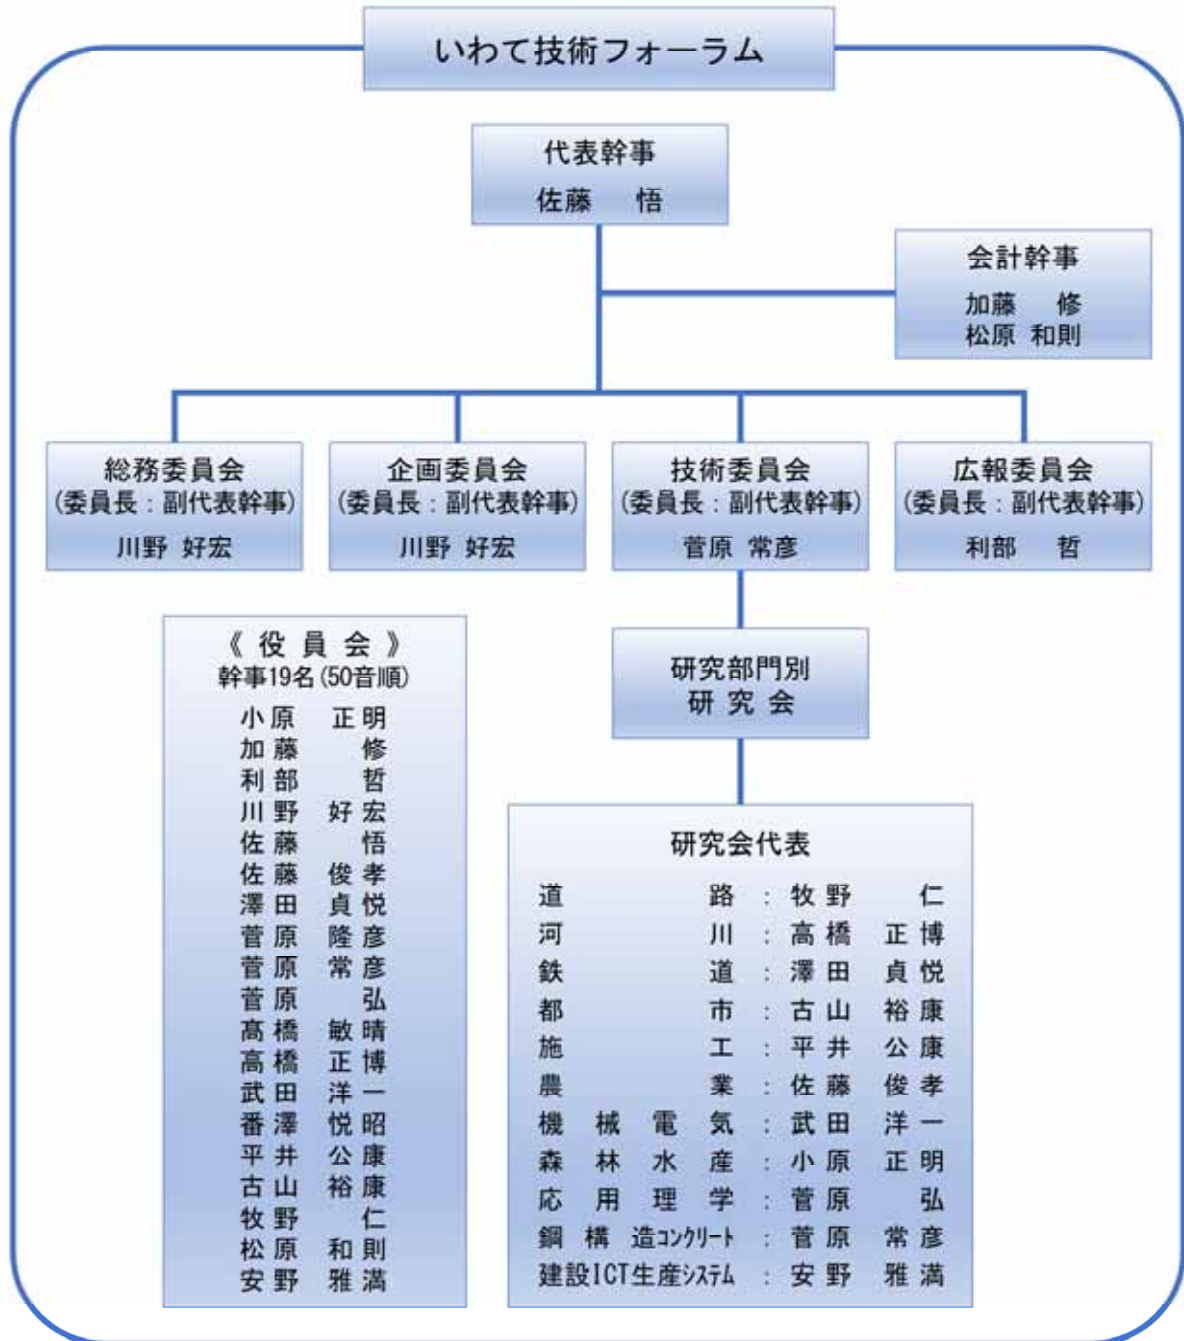 いわて技術フォーラム
代表幹事
佐藤 悟
会計幹事
加藤 修
松原 和則
総務委員会
(委員長：副代表幹事)
川野 好宏
企画委員会
(委員長：副代表幹事)
川野 好宏
技術委員会
(委員長：副代表幹事)
菅原 常彦
広報委員会
(委員長：副代表幹事)
利部 哲
《 役 員 会 》
幹事19名(50音順)
小原 正明
加藤 修
利部 哲
川野 好宏
佐藤 悟
佐藤 俊孝
澤田 貞悦
菅原 隆彦
菅原 常彦
菅原 弘
髙橋 敏晴
高橋 正博
武田 洋一
番澤 悦昭
平井 公康
古山 裕康
牧野 仁
松原 和則
安野 雅満
研究部門別
研 究 会
研究会代表
道路：牧野 仁
河川：高橋 正博
鉄道：澤田 貞悦
都市：古山 裕康
施工：平井 公康
農業：佐藤 俊孝
機械電気：武田 洋一
森林水産：小原 正明
応用理学：菅原 弘
鋼構造コンクリート：菅原 常彦
建設ICT生産システム：安野 雅満